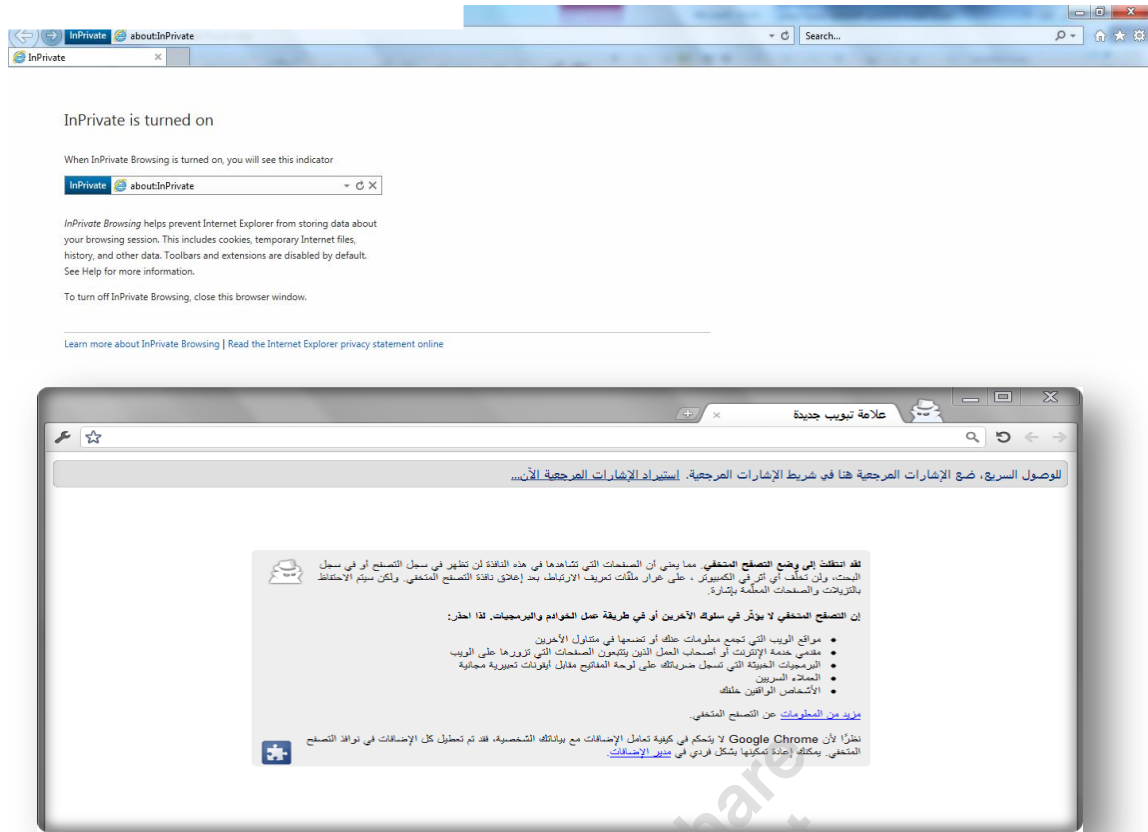 InPrivate about:InPrivate
Search...
InPrivate
InPrivate is turned on
When InPrivate Browsing is turned on, you will see this indicator
InPrivate about:InPrivate
InPrivate Browsing helps prevent Internet Explorer from storing data about
your browsing session. This includes cookies, temporary Internet files,
history, and other data. Toolbars and extensions are disabled by default.
See Help for more information.
To turn off InPrivate Browsing, close this browser window.
Learn more about InPrivate Browsing | Read the Internet Explorer privacy statement online
علامة تبويب جديدة
للوصول السريع، ضع الإشارات المرجعية هنا في شريط الإشارات المرجعية. استيراد الإشارات المرجعية الآن...
لقد انتقلت إلى وضع التصفح المتخفي. مما يعني أن الصفحات التي تشاهدها في هذه النافذة لن تظهر في سجل التصفح أو في سجل
البحث، ولن تخلّف أي أثر في الكمبيوتر ، على غرار ملفّات تعريف الارتباط، بعد إغلاق نافذة التصفح المتخفي. ولكن سيتم الاحتفاظ
بالتنزيلات والصفحات المعلّمة بإشارة.
إن التصفح المتخفي لا يؤثّر في سلوك الآخرين أو في طريقة عمل الخوادم والبرمجيات. لذا احذر:
مواقع الويب التي تجمع معلومات عنك أو تضعها في متناول الآخرين
مقدمي خدمة الإنترنت أو أصحاب العمل الذين يتتبعون الصفحات التي تزورها على الويب
البرمجيات الخبيثة التي تسجل ضرباتك على لوحة المفاتيح مقابل أيقونات تعبيرية مجانية
العملاء السريين
الأشخاص الواقفين خلفك
مزيد من المعلومات عن التصفح المتخفي.
نظرًا لأن Google Chrome لا يتحكم في كيفية تعامل الإضافات مع بياناتك الشخصية، فقد تم تعطيل كل الإضافات في نوافذ التصفح
المتخفي. يمكنك إعادة تمكينها بشكل فردي في مدير الإضافات.
hare